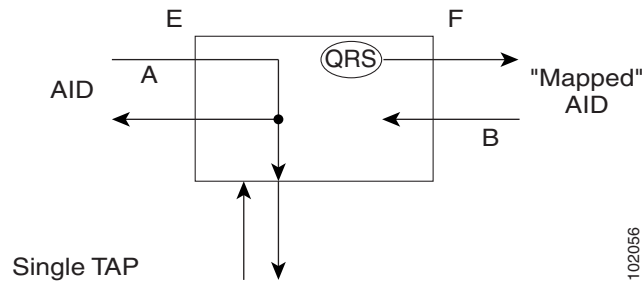 E
F
QRS
A
AID
"Mapped"
AID
B
Single TAP
102056